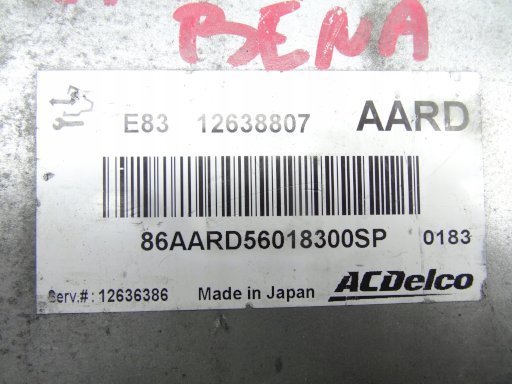 BENA
E83 12638807 AARD
86AARD56018300SP 0183
Serv.#: 12636386 Made in Japan ACDelco